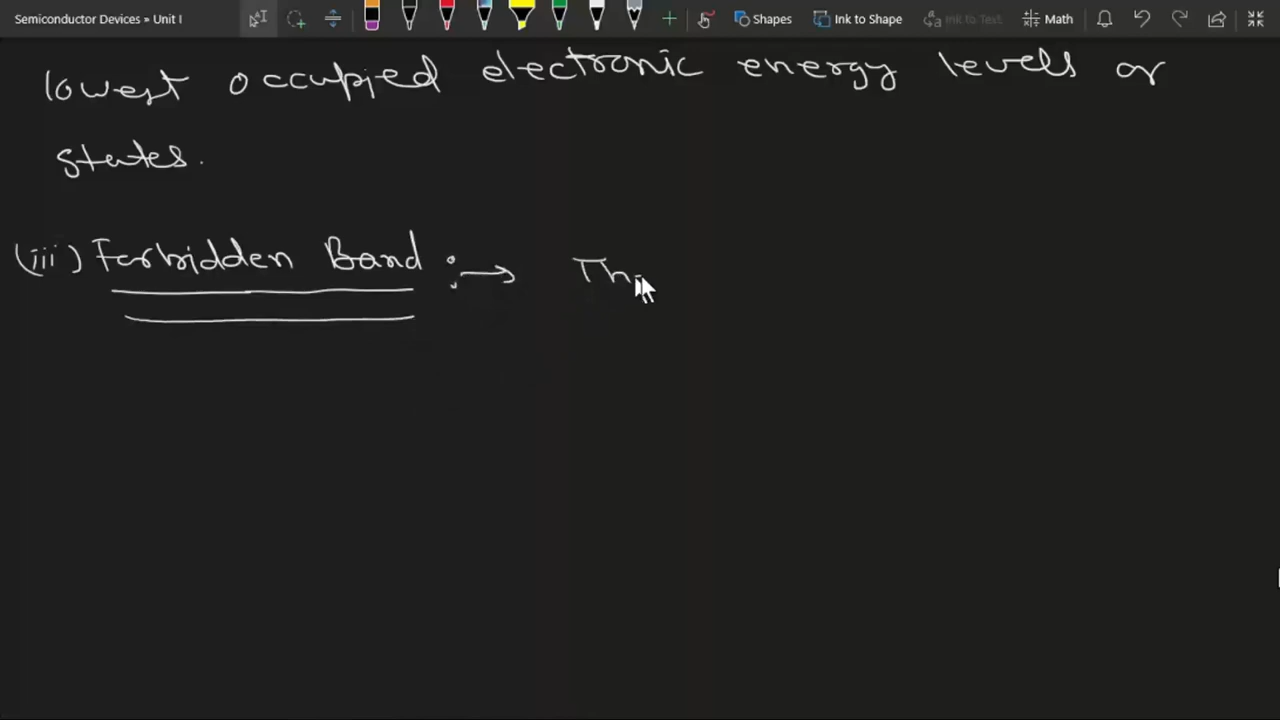 Semiconductor Devices » Unit I
Shapes
Ink to Shape
Ink to Text
Math
lowest occupied electronic energy levels or
states.
(iii) Forbidden Band :→ Thi